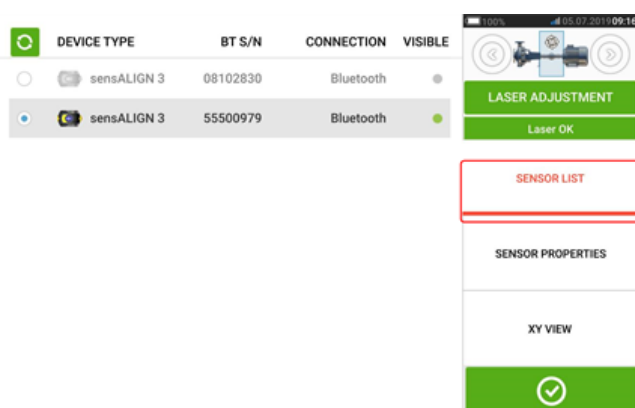 DEVICE TYPE BT S/N CONNECTION VISIBLE
sensALIGN 3 08102830 Bluetooth
sensALIGN 3 55500979 Bluetooth
100% 05.07.2019 09:16
LASER ADJUSTMENT
Laser OK
SENSOR LIST
SENSOR PROPERTIES
XY VIEW